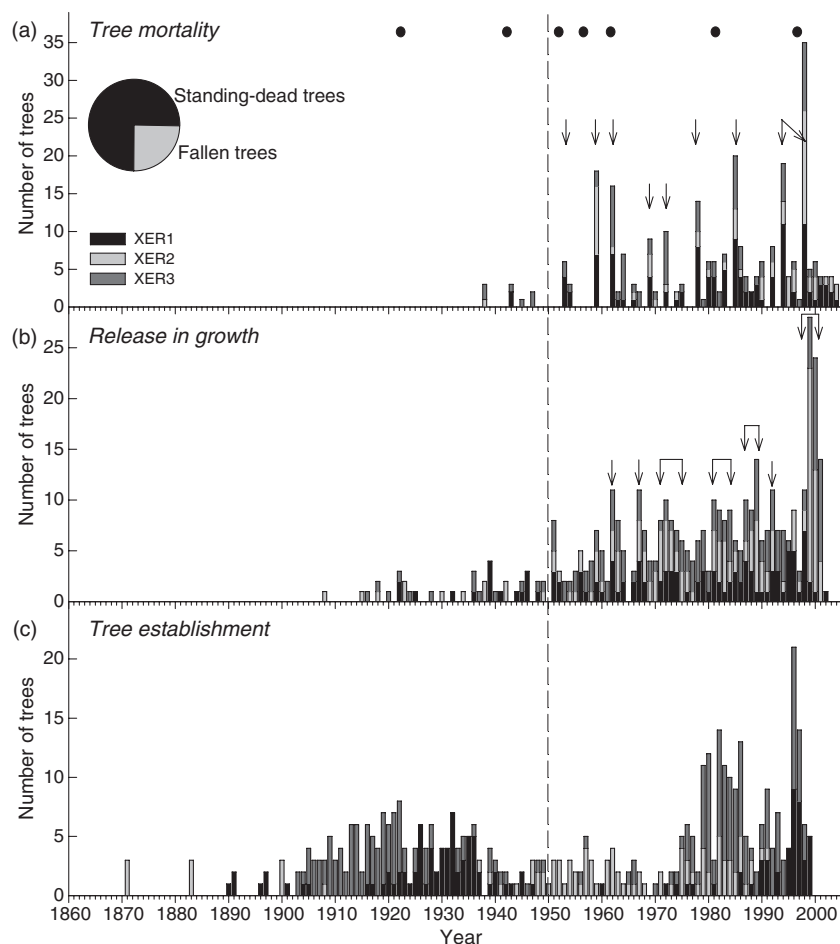 (a) Tree mortality
35
30
25
20
15
10
5
0
Number of trees
Standing-dead trees
Fallen trees
XER1
XER2
XER3
(b) Release in growth
25
20
15
10
5
0
Number of trees
(c) Tree establishment
20
15
10
5
0
Number of trees
1860 1870 1880 1890 1900 1910 1920 1930 1940 1950 1960 1970 1980 1990 2000
Year